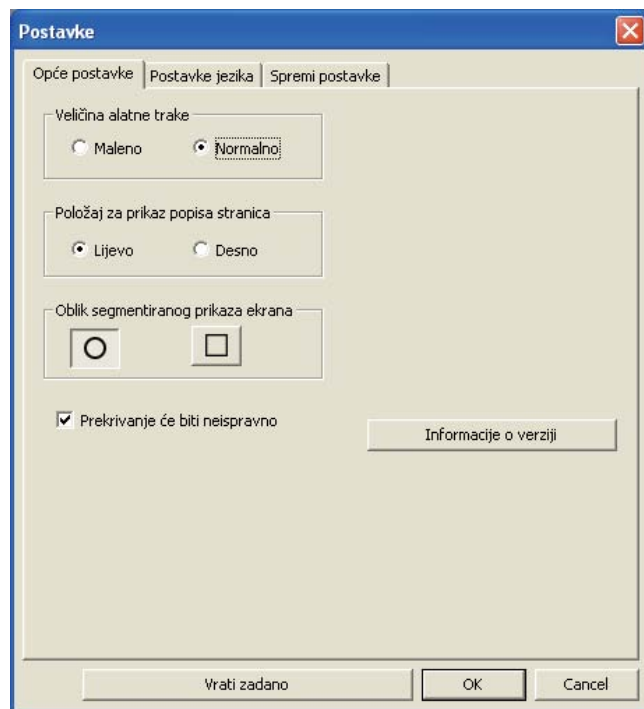 Postavke
Opće postavke Postavke jezika Spremi postavke
Veličina alatne trake
Maleno Normalno
Položaj za prikaz popisa stranica
Lijevo Desno
Oblik segmentiranog prikaza ekrana
Prekrivanje će biti neispravno
Informacije o verziji
Vrati zadano OK Cancel